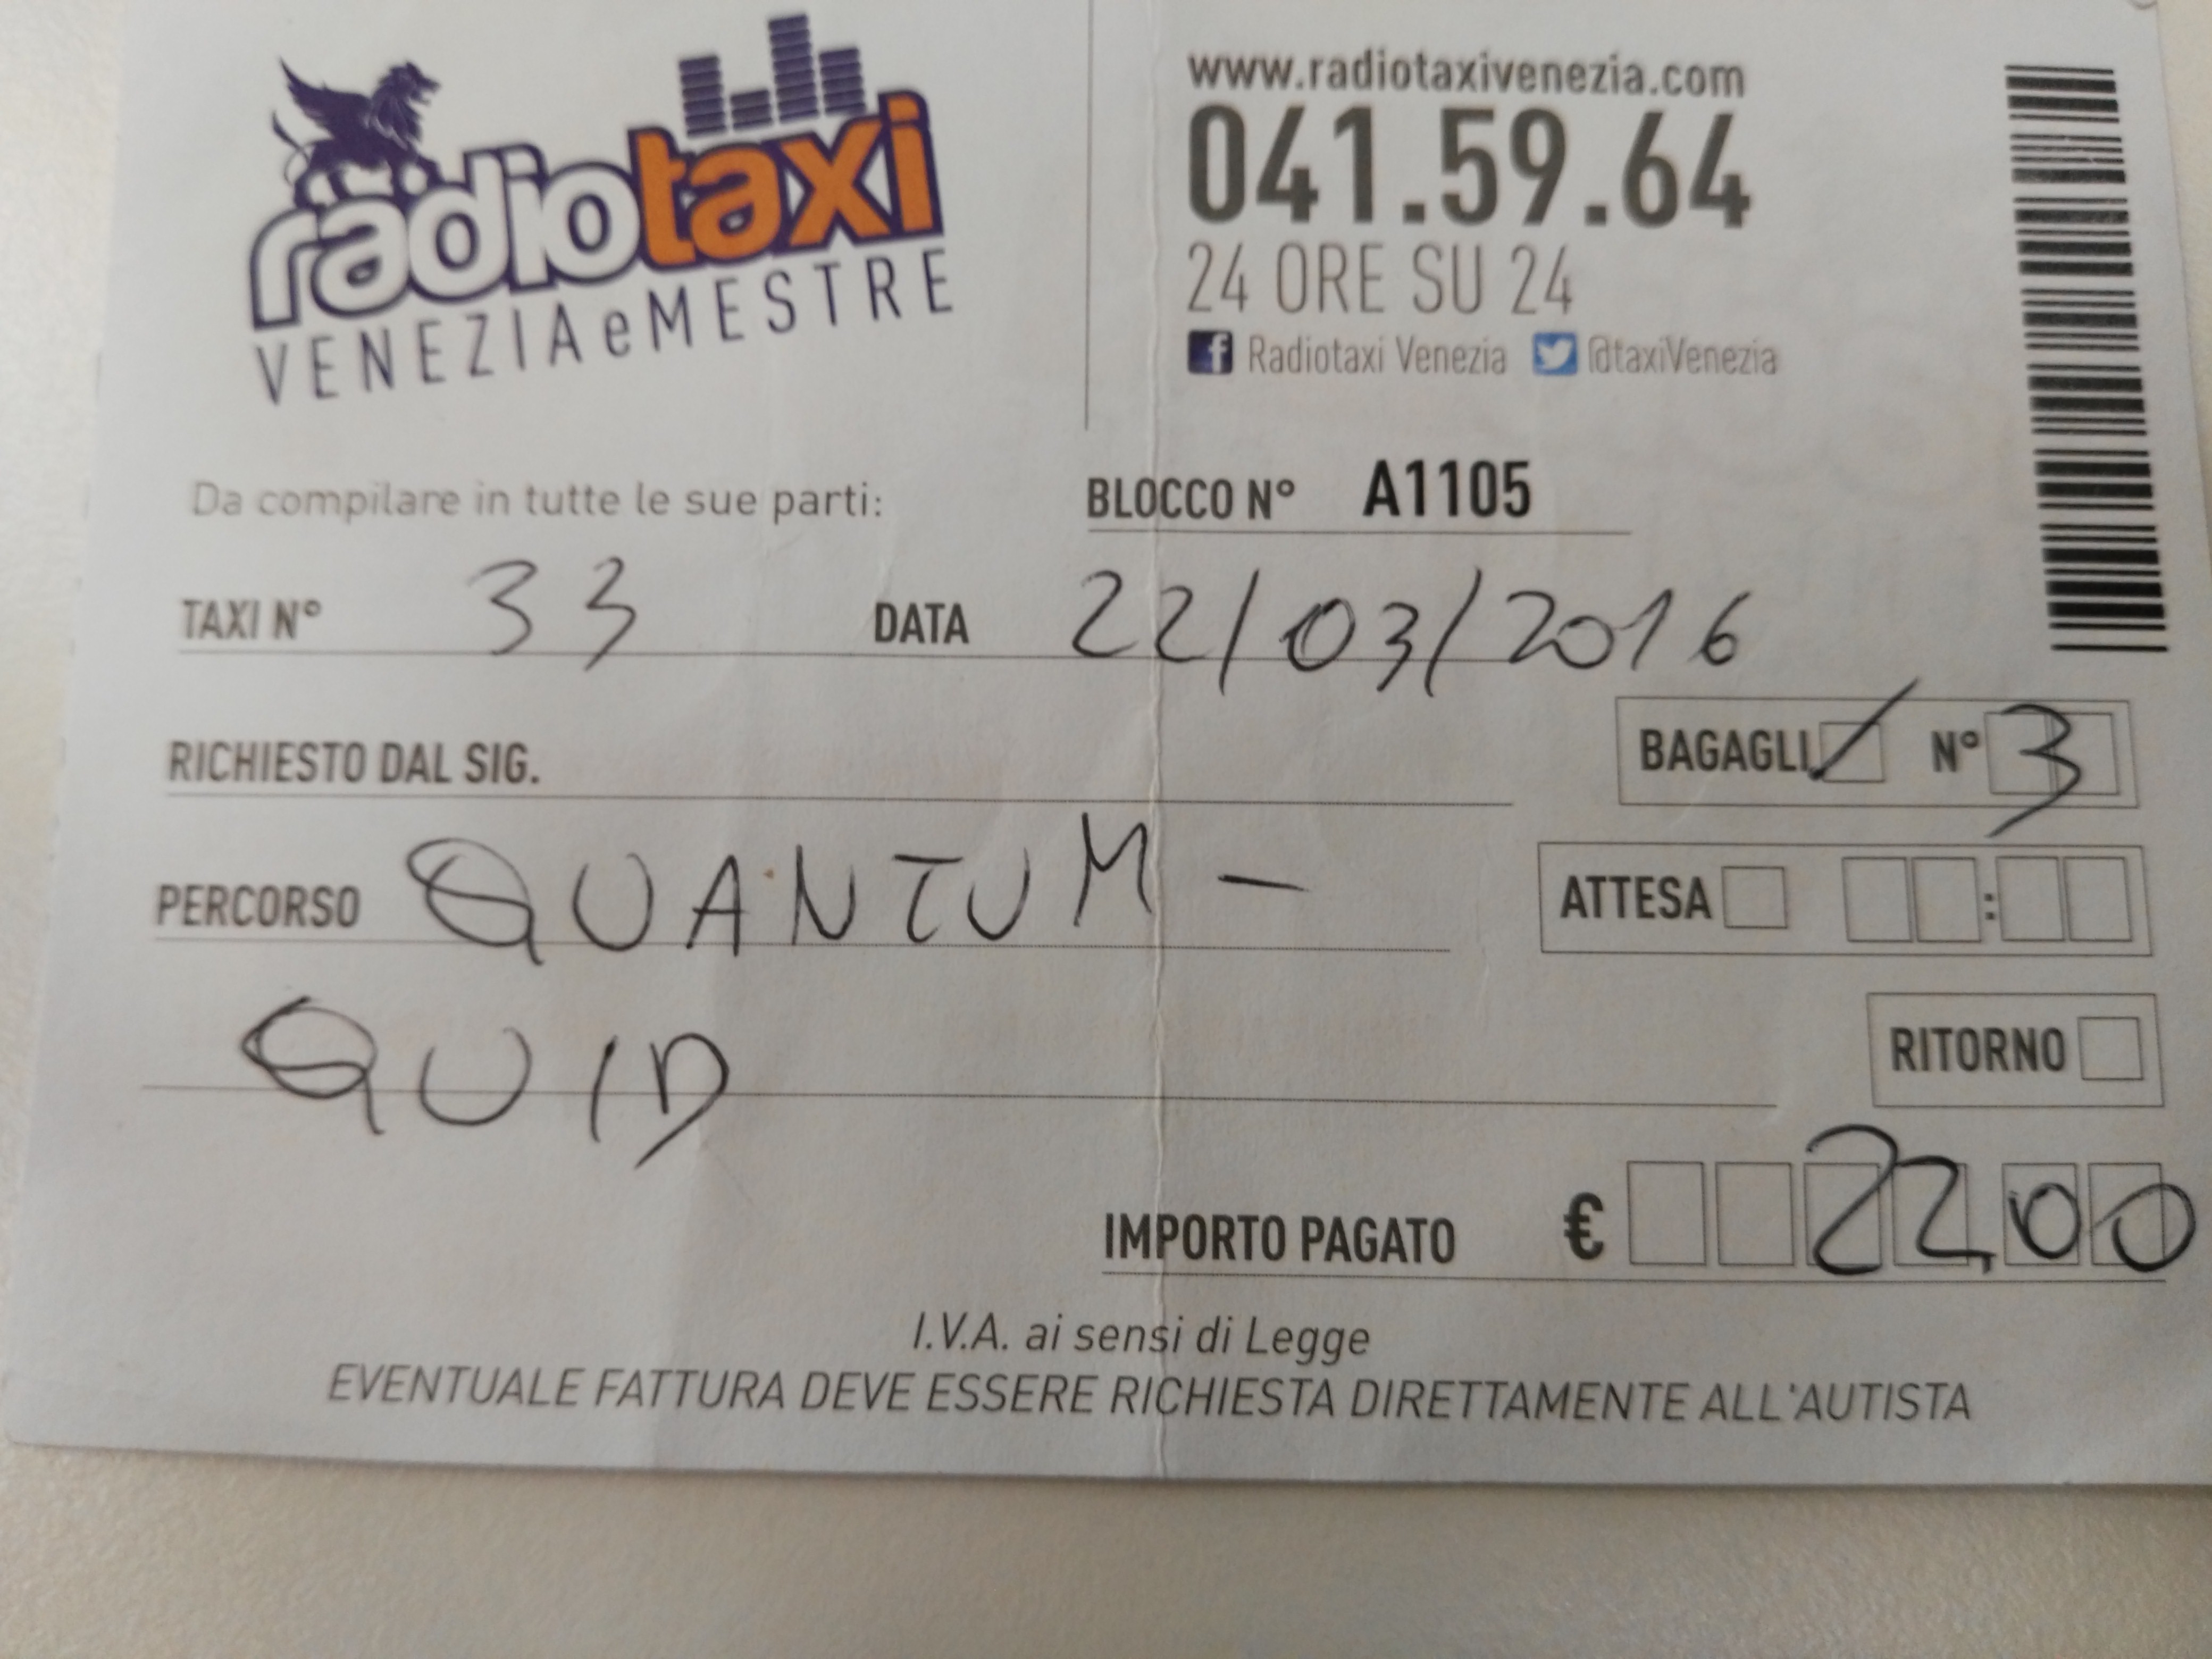 radiotaxi
VENEZIAeMESTRE
www.radiotaxivenezia.com
041.59.64
24 ORE SU 24
Radiotaxi Venezia @taxiVenezia
Da compilare in tutte le sue parti: BLOCCO N° A1105
TAXI N° 33 DATA 22/03/2016
RICHIESTO DAL SIG. BAGAGLI N° 3
PERCORSO QUANTUM - ATTESA :
QUID RITORNO
IMPORTO PAGATO € 22,00
I.V.A. ai sensi di Legge
EVENTUALE FATTURA DEVE ESSERE RICHIESTA DIRETTAMENTE ALL'AUTISTA